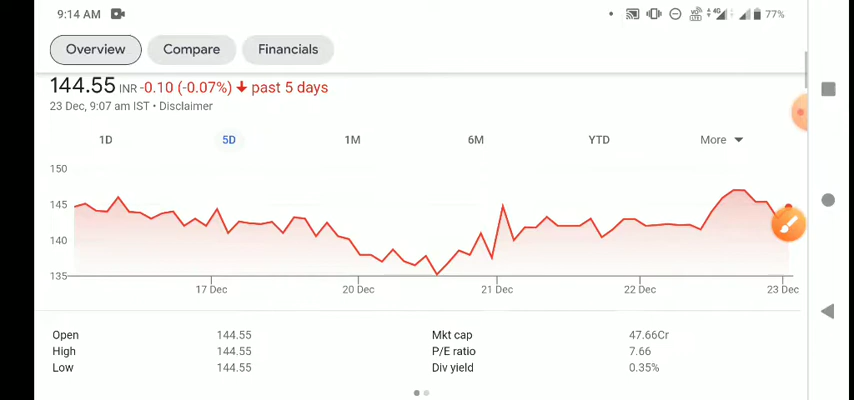 9:14 AM 4G 77%
Overview Compare Financials
144.55 INR -0.10 (-0.07%) past 5 days
23 Dec, 9:07 am IST • Disclaimer
1D 5D 1M 6M YTD More
150
145
140
135
17 Dec 20 Dec 21 Dec 22 Dec 23 Dec
Open 144.55 Mkt cap 47.66Cr
High 144.55 P/E ratio 7.66
Low 144.55 Div yield 0.35%